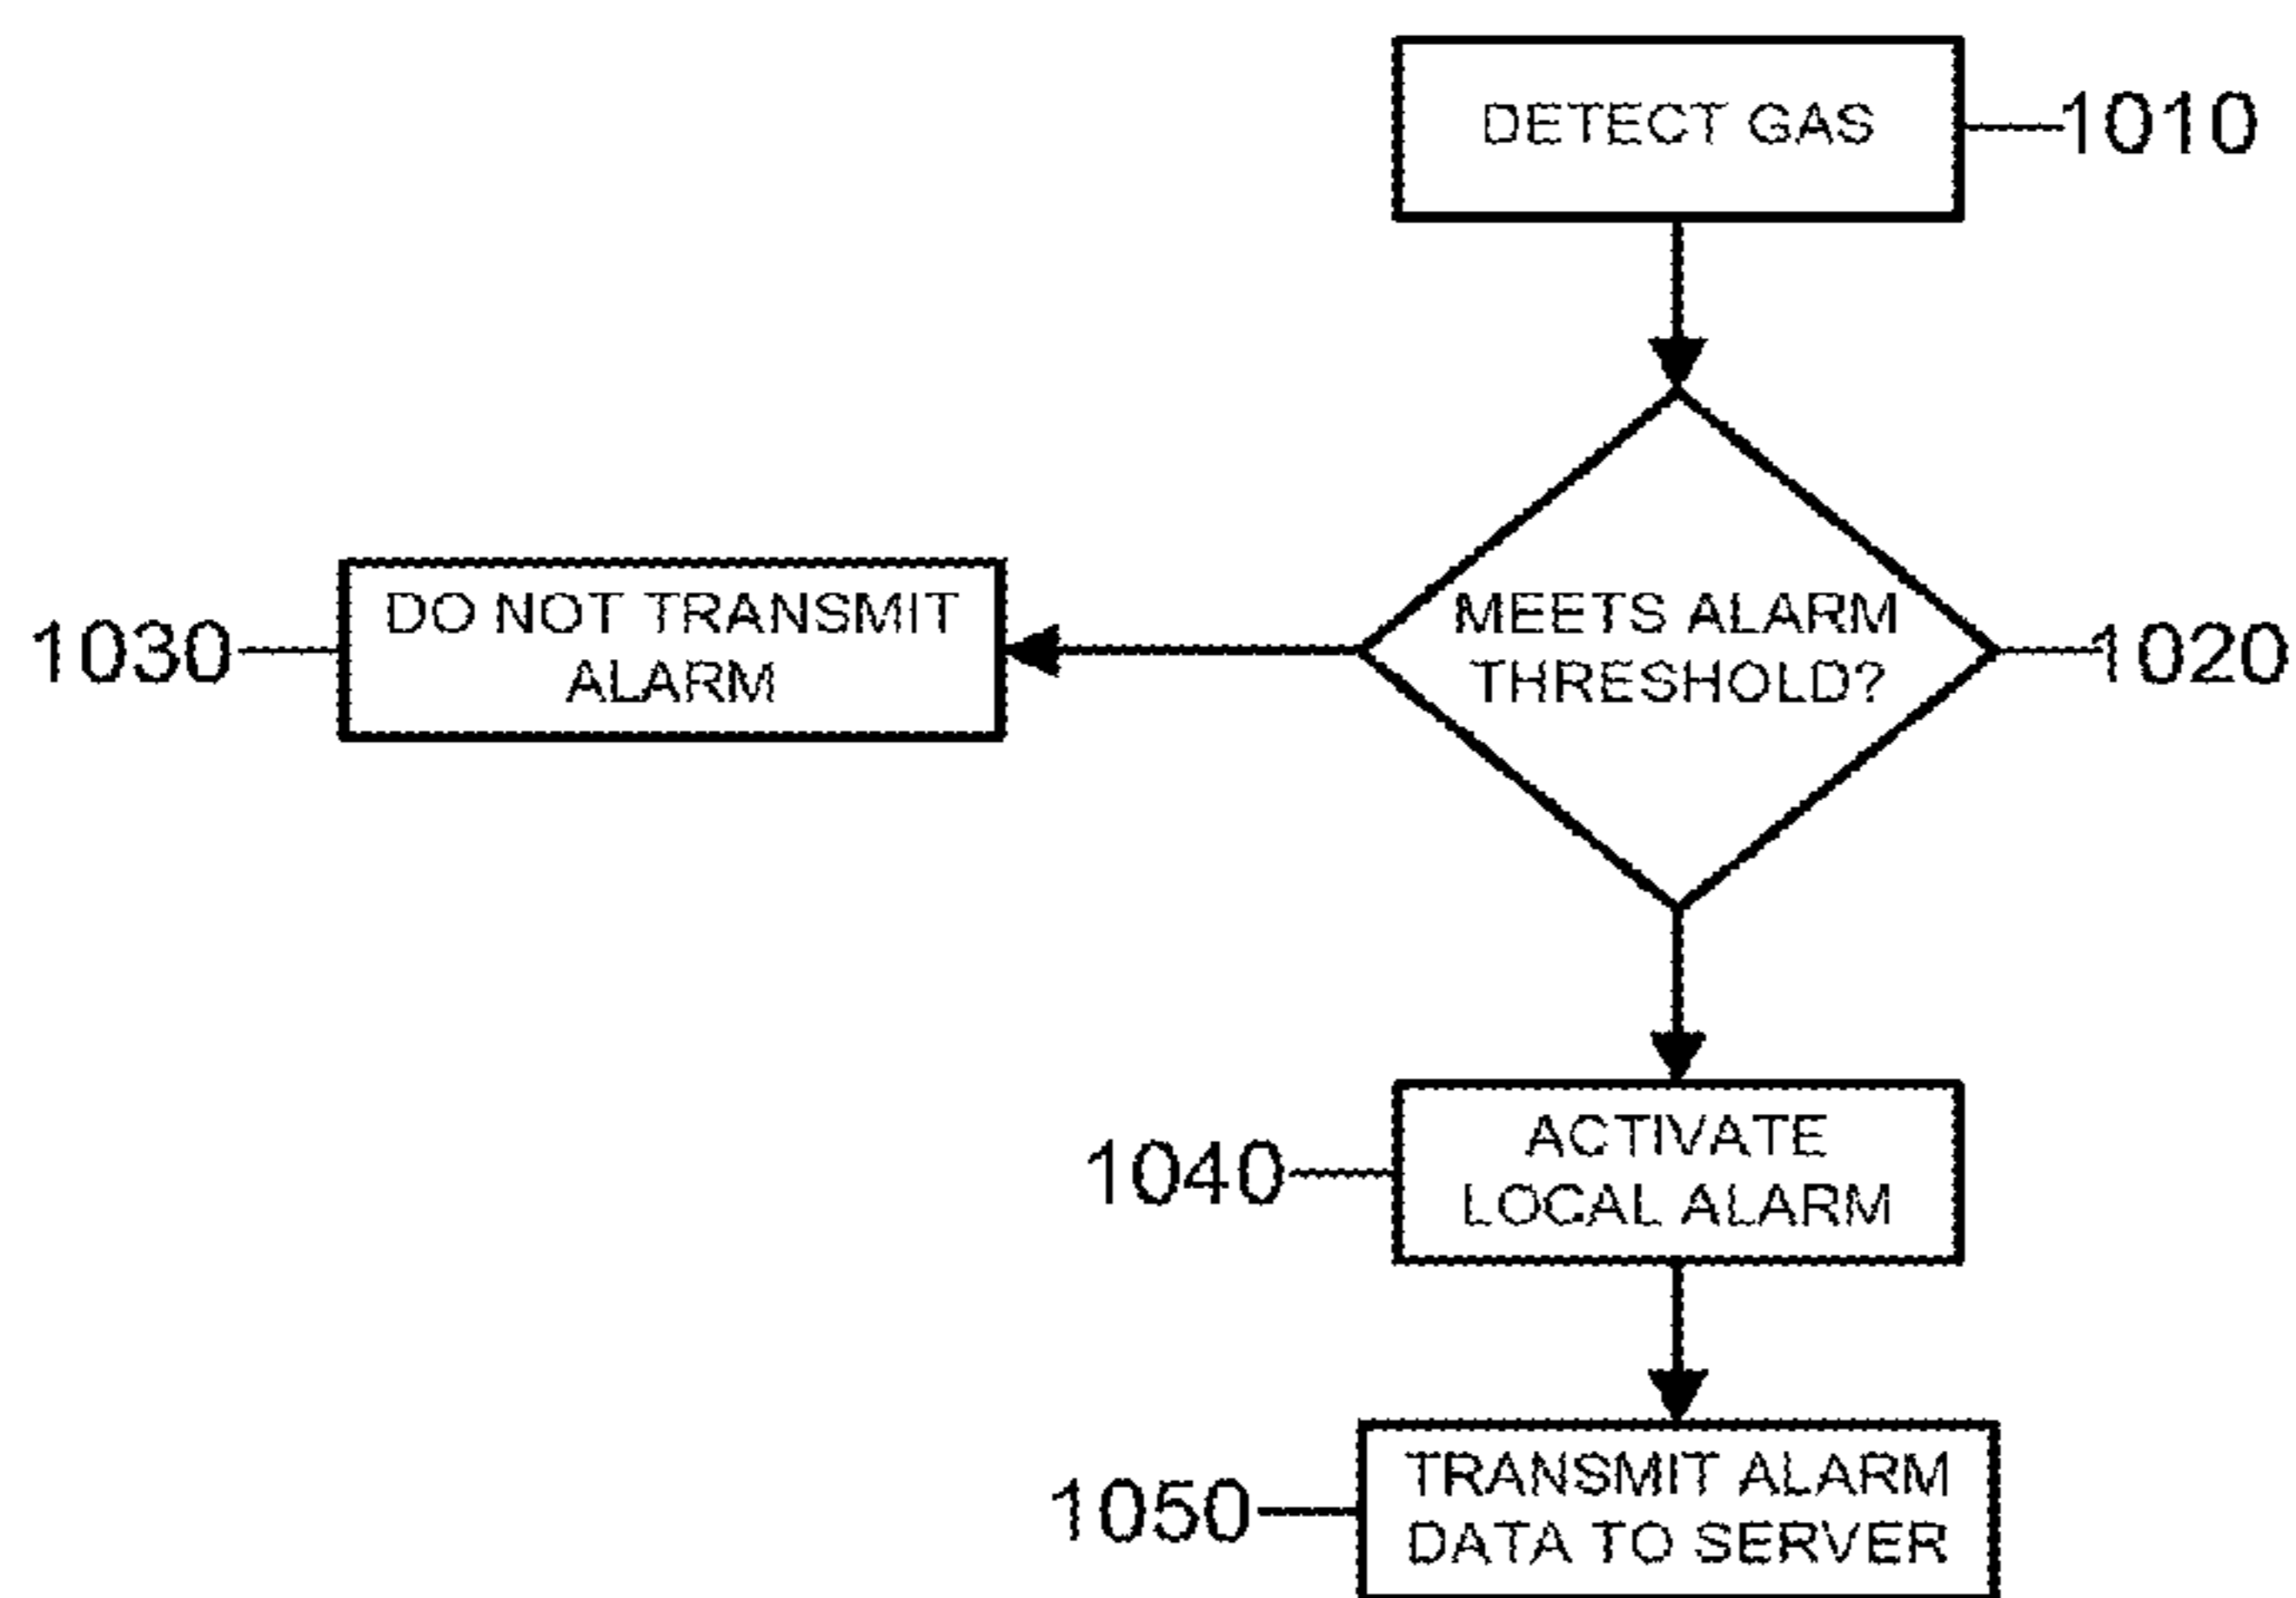 DETECT GAS
1010
MEETS ALARM
THRESHOLD?
1020
DO NOT TRANSMIT
ALARM
1030
ACTIVATE
LOCAL ALARM
1040
TRANSMIT ALARM
DATA TO SERVER
1050